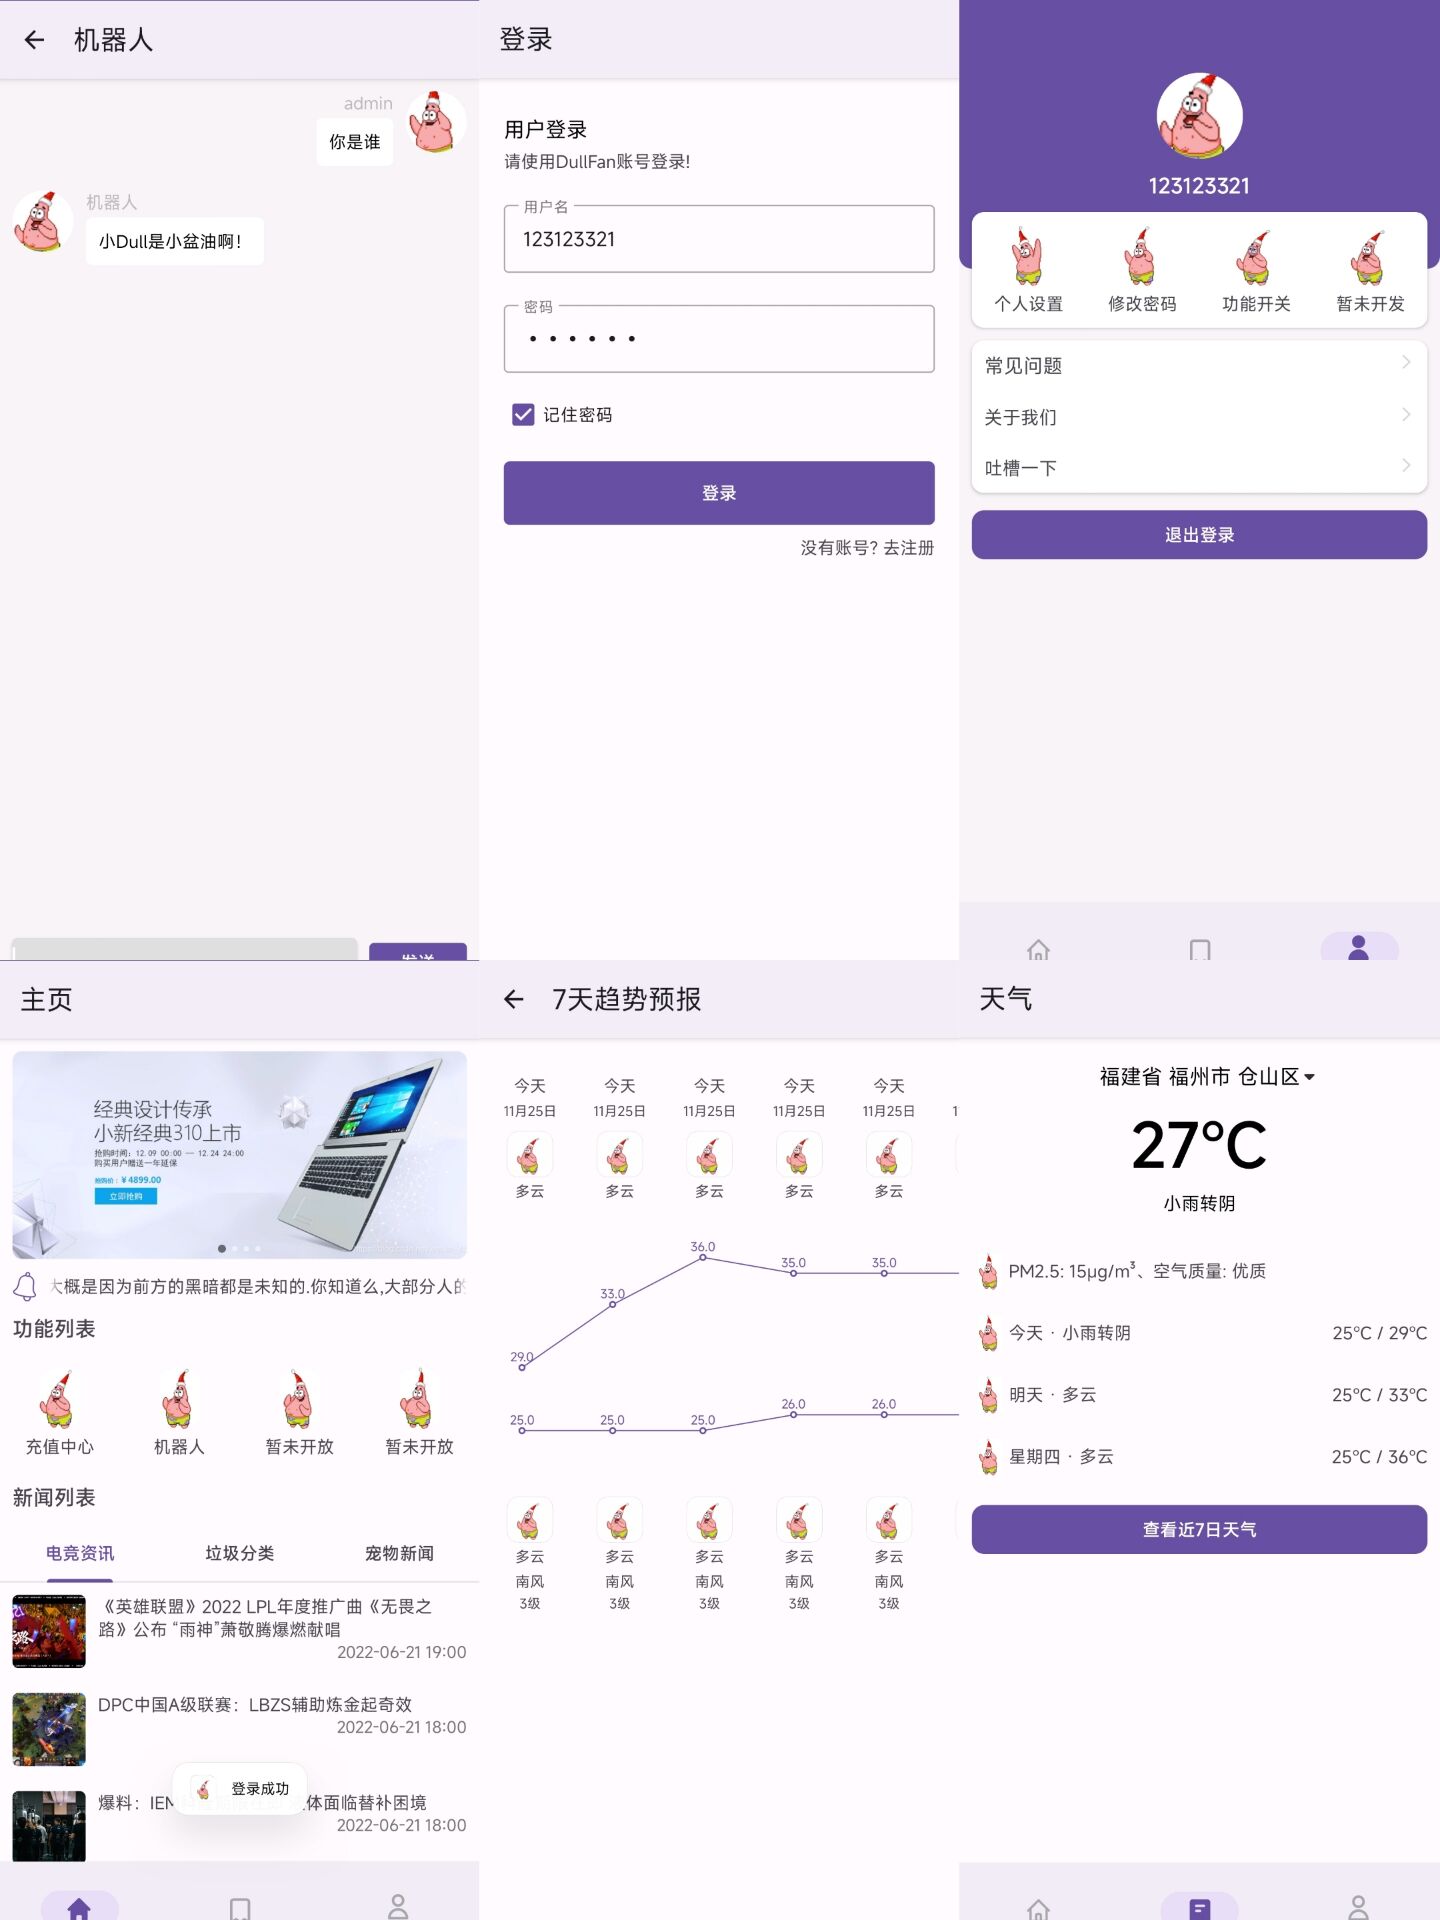 机器人
admin
你是谁
机器人
小Dull是小盆油啊!
登录
用户登录
请使用DullFan账号登录!
用户名
123123321
密码
记住密码
登录
没有账号? 去注册
123123321
个人设置
修改密码
功能开关
暂未开发
常见问题
关于我们
吐槽一下
退出登录
主页
经典设计传承
小新经典310上市
抢购时间: 12.09 00:00 — 12.24 24:00
购买用户赠送一年延保
抢购价: ¥4899.00
立即抢购
大概是因为前方的黑暗都是未知的.你知道么,大部分人的
功能列表
充值中心
机器人
暂未开放
暂未开放
新闻列表
电竞资讯
垃圾分类
宠物新闻
《英雄联盟》2022 LPL年度推广曲《无畏之
路》公布 “雨神”萧敬腾爆燃献唱
2022-06-21 19:00
DPC中国A级联赛：LBZS辅助炼金起奇效
2022-06-21 18:00
爆料：IEM
体面临替补困境
2022-06-21 18:00
登录成功
7天趋势预报
今天 今天 今天 今天 今天
11月25日 11月25日 11月25日 11月25日 11月25日
多云 多云 多云 多云 多云
29.0 33.0 36.0 35.0 35.0
25.0 25.0 25.0 26.0 26.0
多云 多云 多云 多云 多云
南风 南风 南风 南风 南风
3级 3级 3级 3级 3级
天气
福建省 福州市 仓山区
27°C
小雨转阴
PM2.5: 15μg/m³、空气质量: 优质
今天 · 小雨转阴 25°C / 29°C
明天 · 多云 25°C / 33°C
星期四 · 多云 25°C / 36°C
查看近7日天气